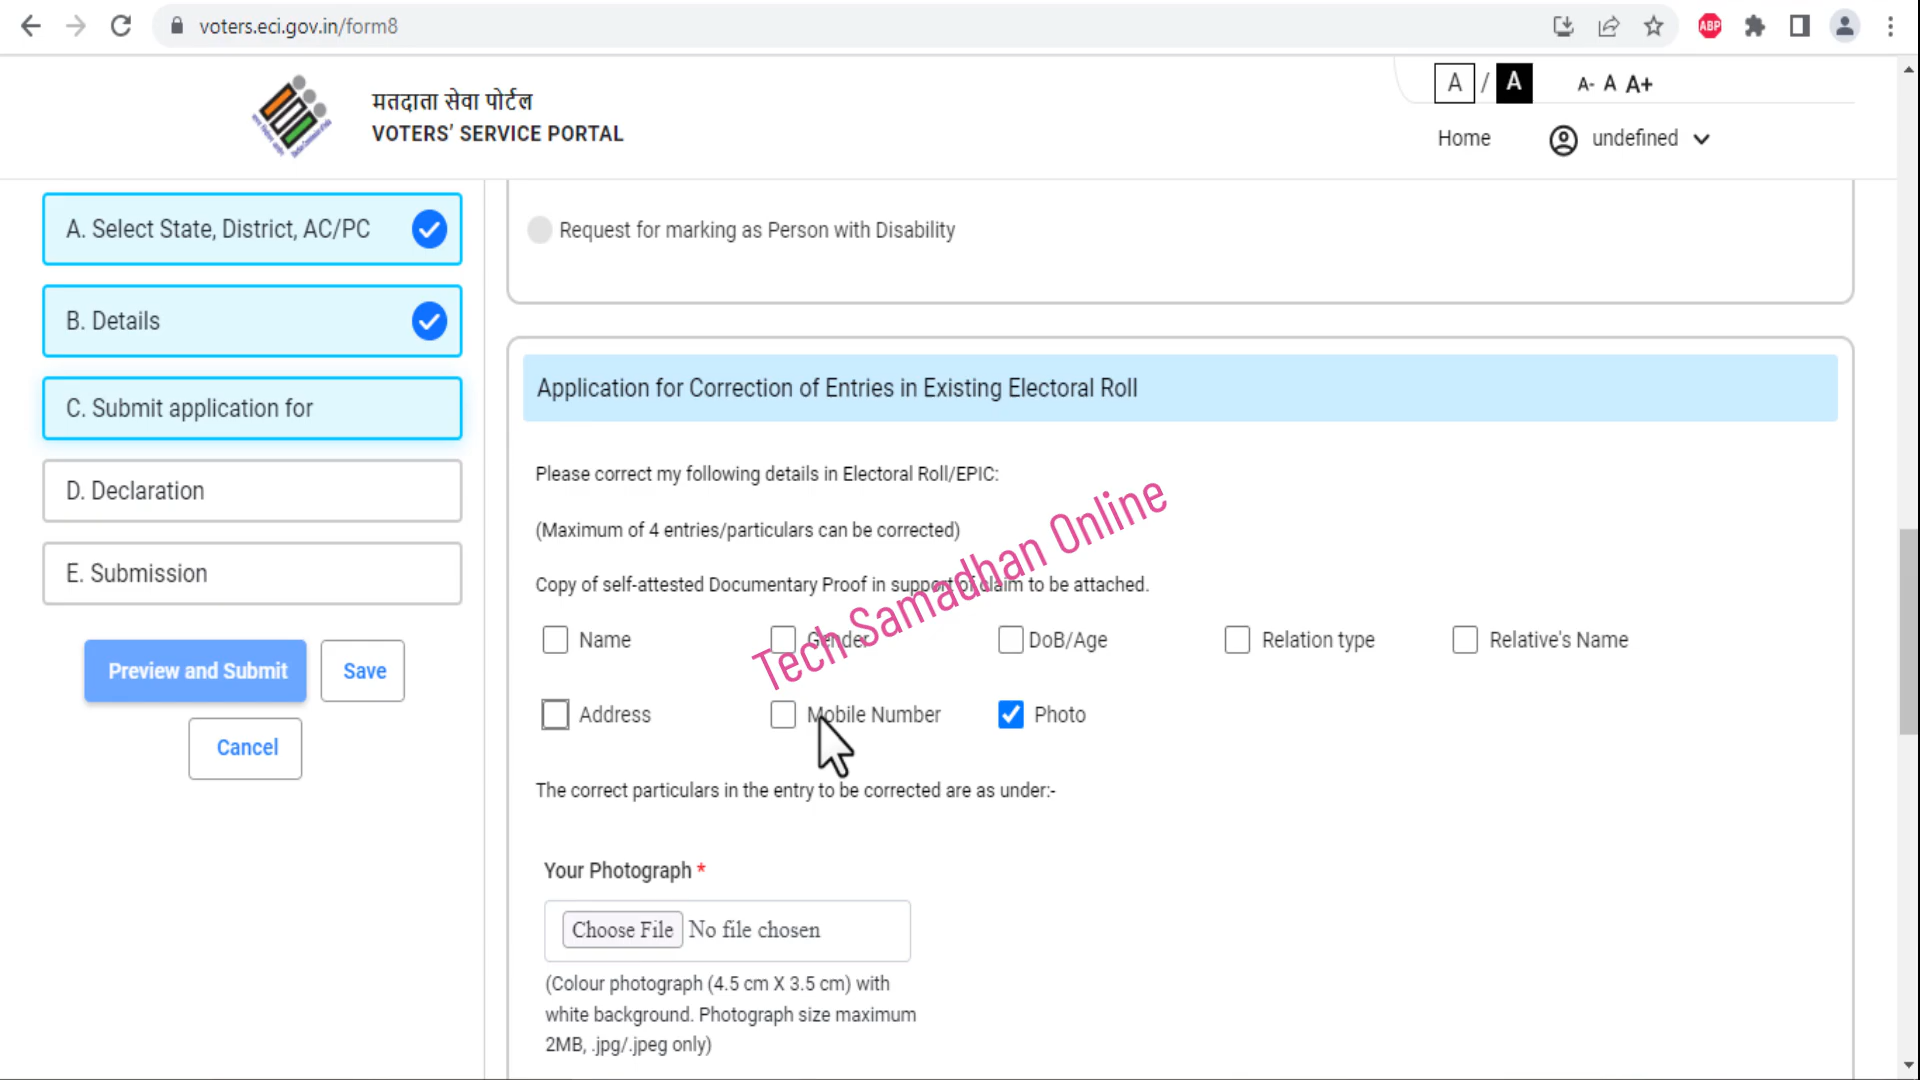 voters.eci.gov.in/form8
ABP
मतदाता सेवा पोर्टल
VOTERS' SERVICE PORTAL
A / A A- A A+
Home undefined
A. Select State, District, AC/PC
B. Details
C. Submit application for
D. Declaration
E. Submission
Preview and Submit
Save
Cancel
Request for marking as Person with Disability
Application for Correction of Entries in Existing Electoral Roll
Please correct my following details in Electoral Roll/EPIC:
(Maximum of 4 entries/particulars can be corrected)
Copy of self-attested Documentary Proof in support of claim to be attached.
Name Gender DoB/Age Relation type Relative's Name
Address Mobile Number Photo
Tech Samadhan Online
The correct particulars in the entry to be corrected are as under:-
Your Photograph *
Choose File No file chosen
(Colour photograph (4.5 cm X 3.5 cm) with
white background. Photograph size maximum
2MB, .jpg/.jpeg only)